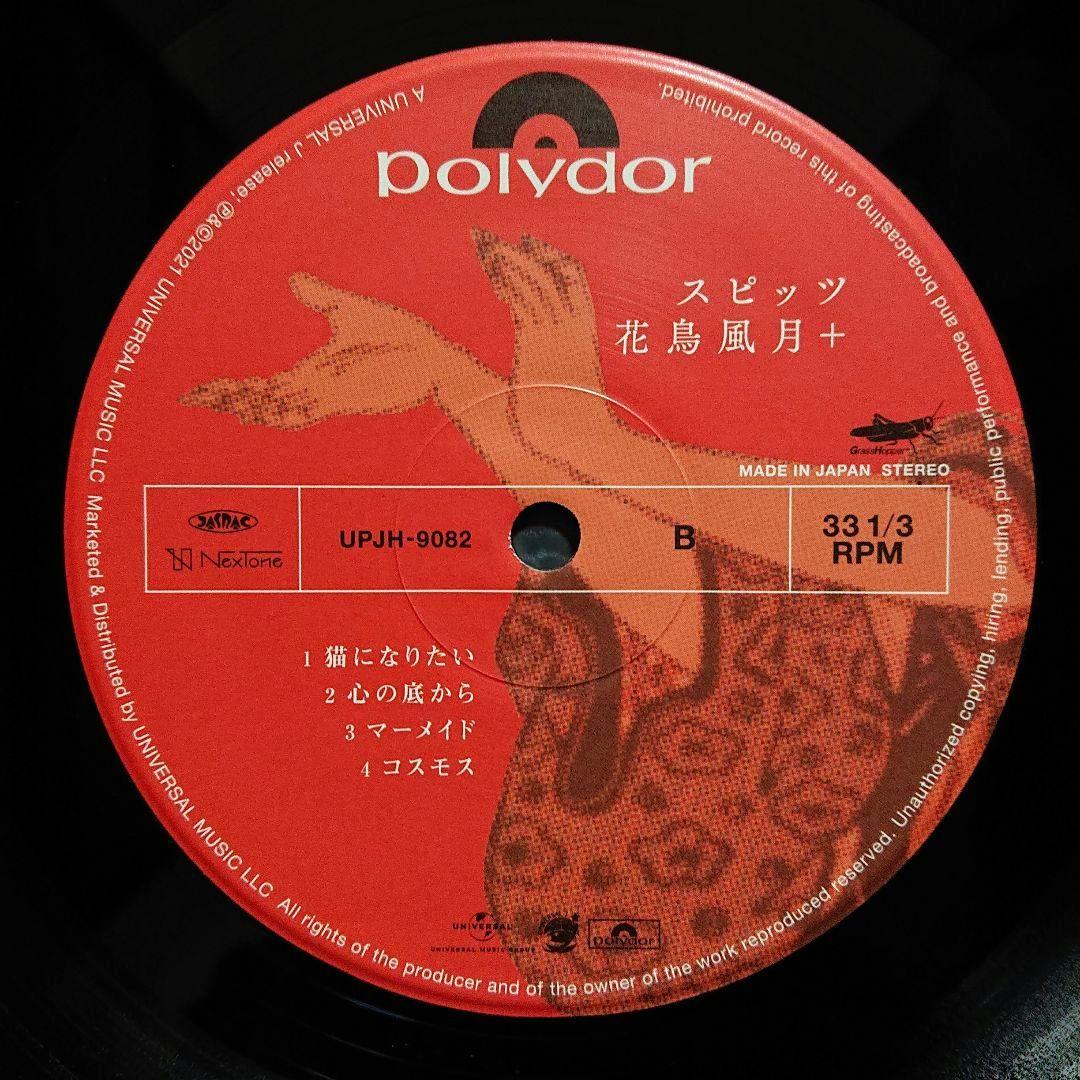 polydor
スピッツ
花鳥風月+
GrassHopper
MADE IN JAPAN STEREO
JASRAC
NexTone
UPJH-9082
B
33 1/3
RPM
1 猫になりたい
2 心の底から
3 マーメイド
4 コスモス
UNIVERSAL
UNIVERSAL MUSIC GROUP
polydor
A UNIVERSAL J release; ℗&©2021 UNIVERSAL MUSIC LLC Marketed & Distributed by UNIVERSAL MUSIC LLC All rights of the producer and of the owner of the work reproduced reserved. Unauthorized copying, hiring, lending, public performance and broadcasting of this record prohibited.